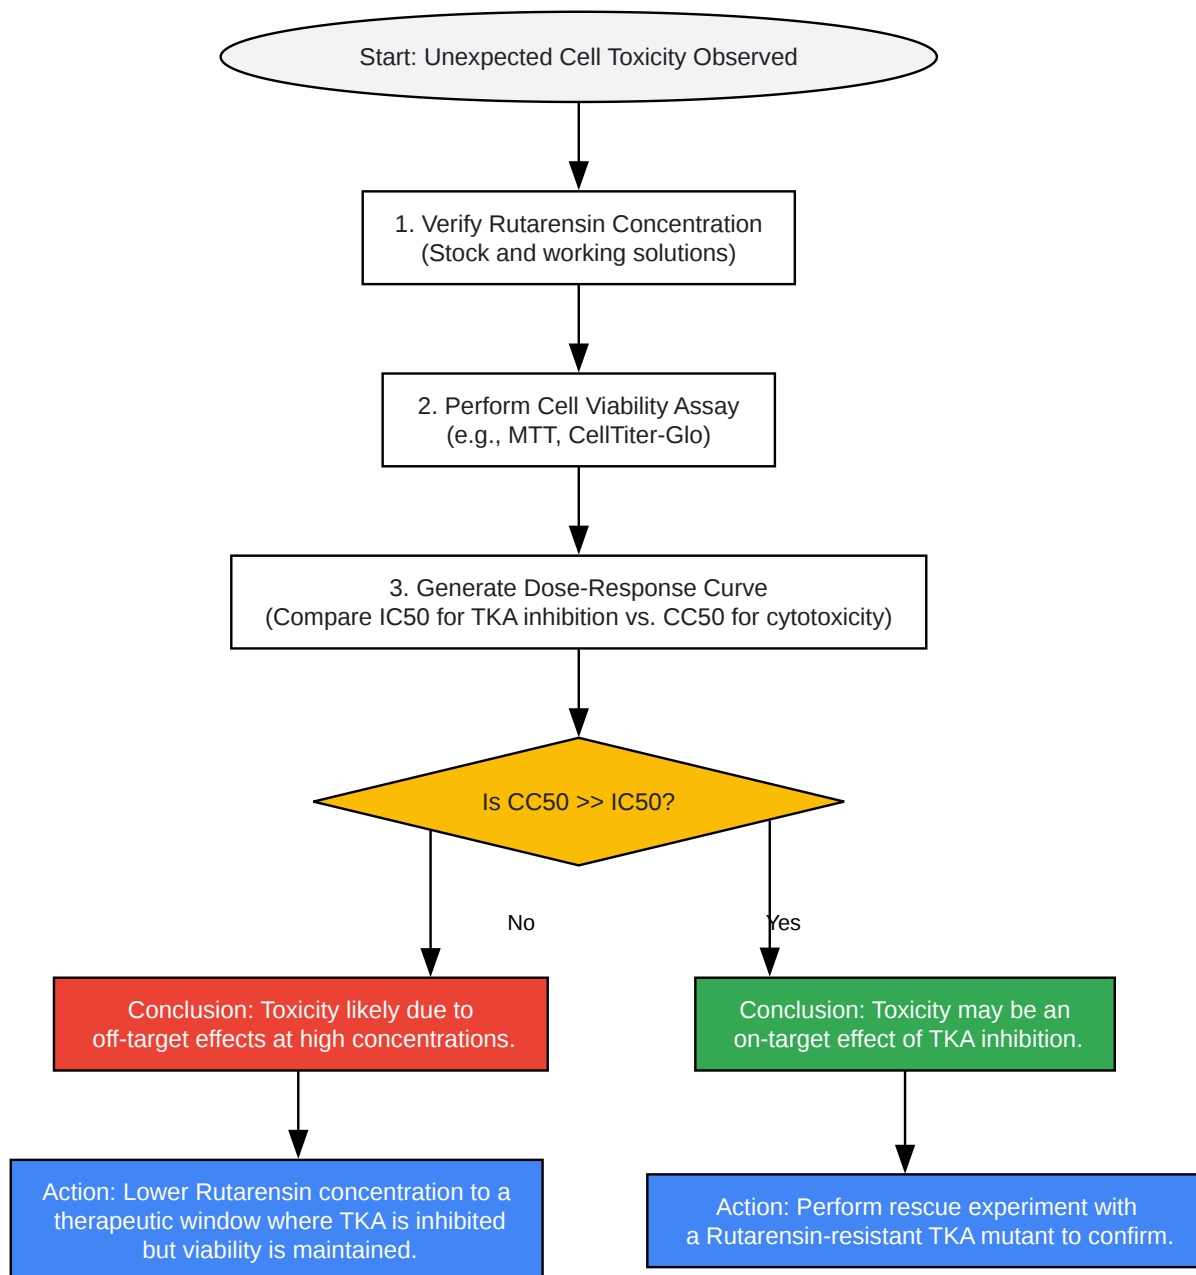 Start: Unexpected Cell Toxicity Observed
1. Verify Rutarensin Concentration
(Stock and working solutions)
2. Perform Cell Viability Assay
(e.g., MTT, CellTiter-Glo)
3. Generate Dose-Response Curve
(Compare IC50 for TKA inhibition vs. CC50 for cytotoxicity)
Is CC50 >> IC50?
No
Yes
Conclusion: Toxicity likely due to
off-target effects at high concentrations.
Conclusion: Toxicity may be an
on-target effect of TKA inhibition.
Action: Lower Rutarensin concentration to a
therapeutic window where TKA is inhibited
but viability is maintained.
Action: Perform rescue experiment with
a Rutarensin-resistant TKA mutant to confirm.